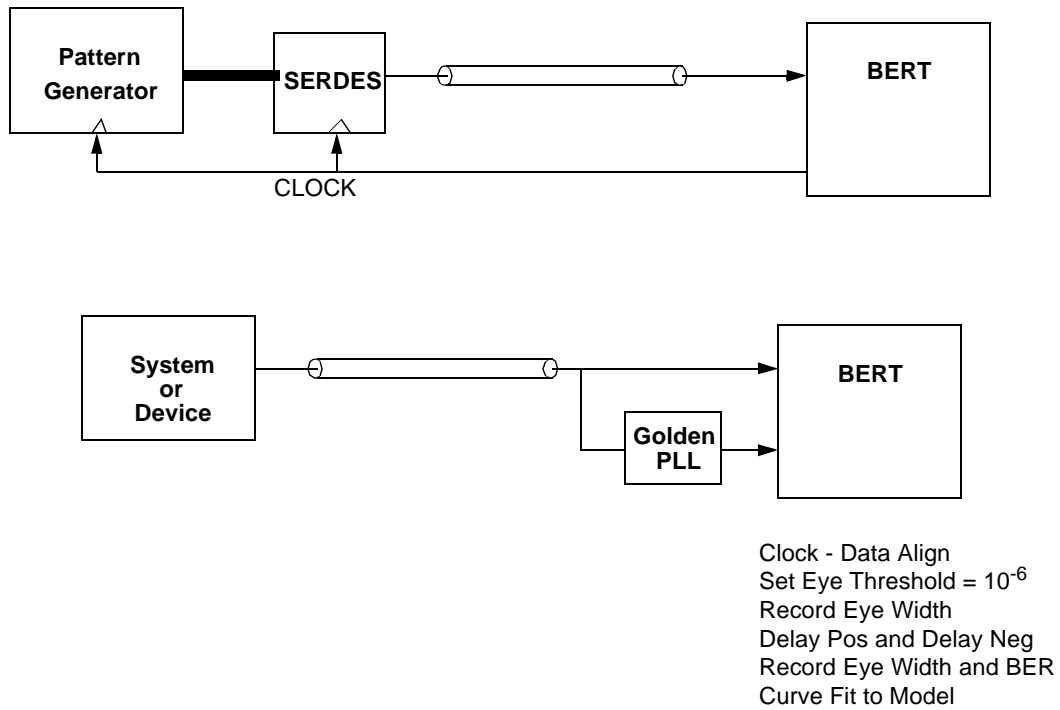 Pattern
Generator
SERDES
BERT
CLOCK
System
or
Device
BERT
Golden
PLL
Clock - Data Align
Set Eye Threshold = 10⁻⁶
Record Eye Width
Delay Pos and Delay Neg
Record Eye Width and BER
Curve Fit to Model